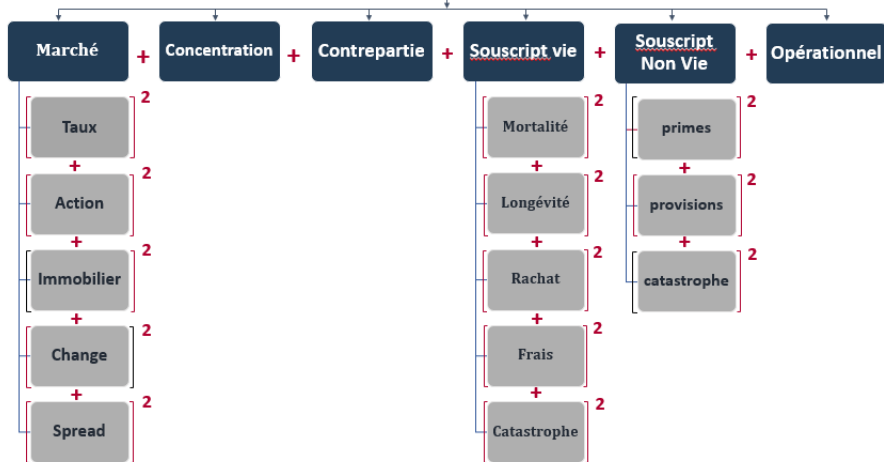 Marché + Concentration + Contrepartie + Souscript vie + Souscript Non Vie + Opérationnel
[Taux]2
+
[Action]2
+
[Immobilier]2
+
[Change]2
+
[Spread]2
[Mortalité]2
+
[Longévité]2
+
[Rachat]2
+
[Frais]2
+
[Catastrophe]2
[primes]2
+
[provisions]2
+
[catastrophe]2